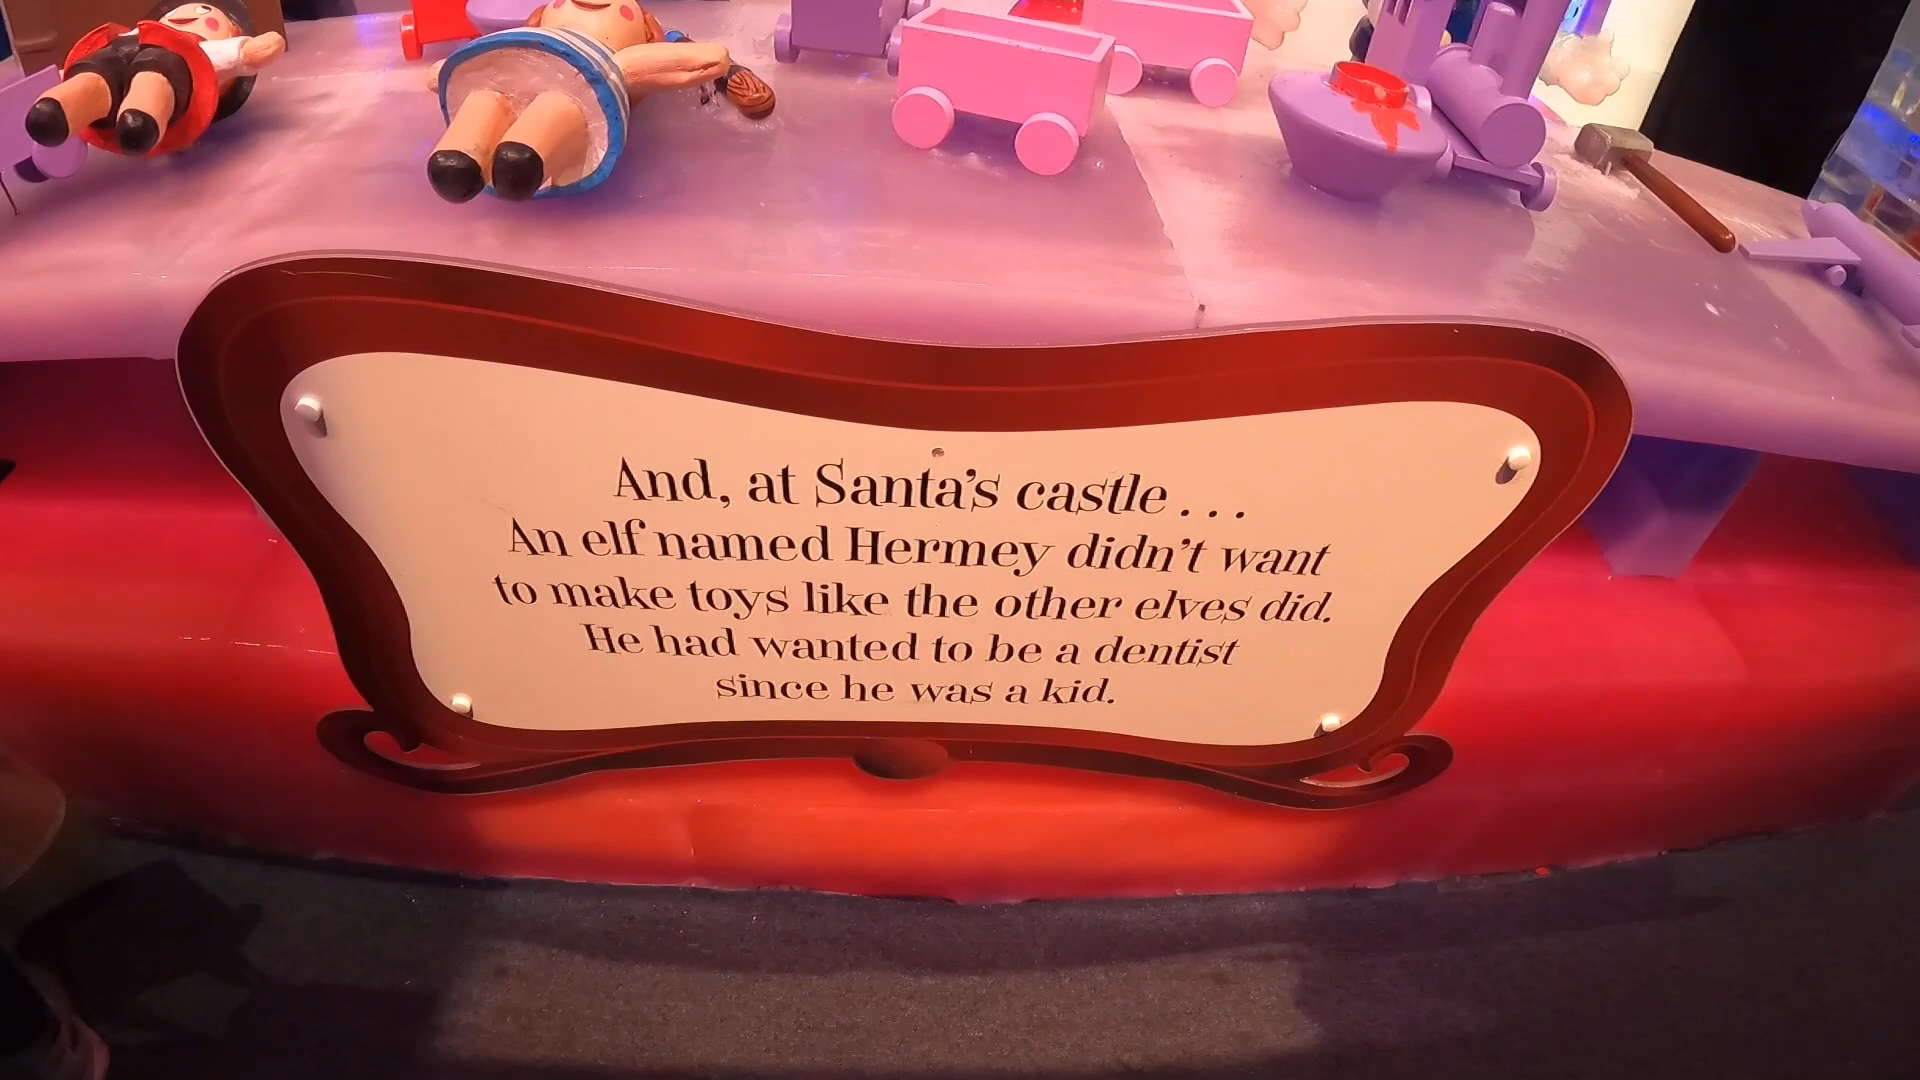 And, at Santa's castle . . .
An elf named Hermey didn't want
to make toys like the other elves did.
He had wanted to be a dentist
since he was a kid.